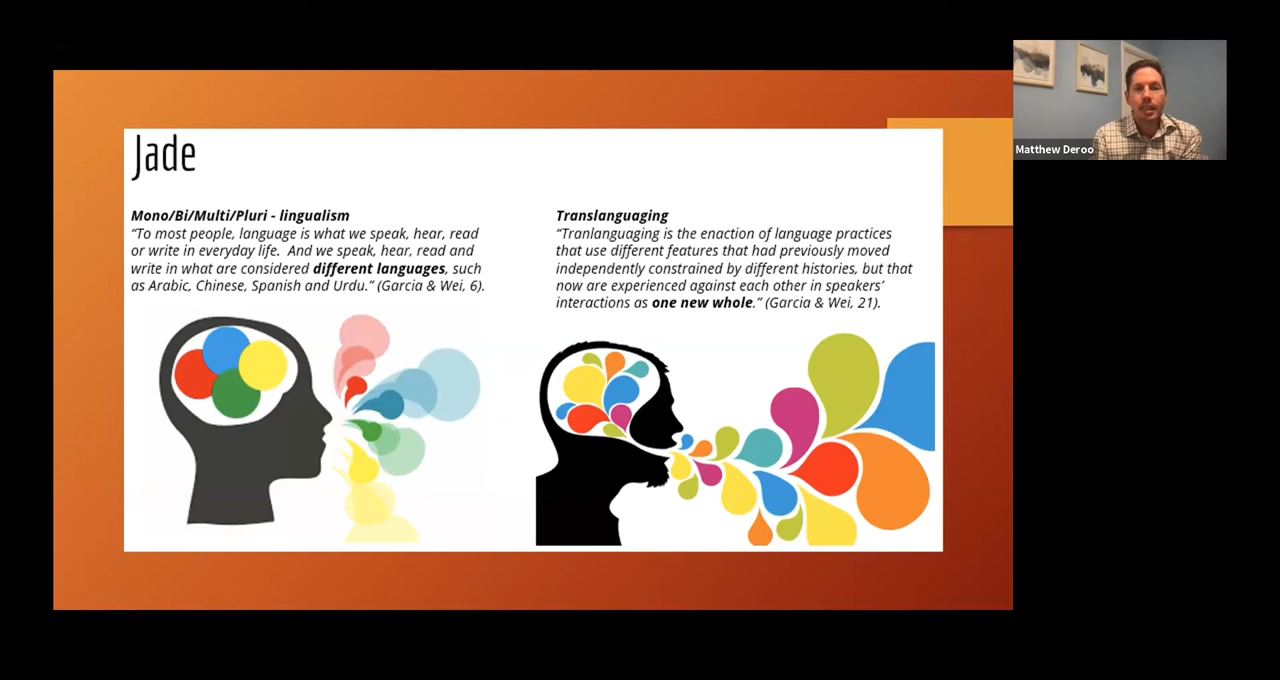 Jade
Mono/Bi/Multi/Pluri - lingualism
“To most people, language is what we speak, hear, read
or write in everyday life. And we speak, hear, read and
write in what are considered different languages, such
as Arabic, Chinese, Spanish and Urdu.” (Garcia & Wei, 6).
Translanguaging
“Tranlanguaging is the enaction of language practices
that use different features that had previously moved
independently constrained by different histories, but that
now are experienced against each other in speakers’
interactions as one new whole.” (Garcia & Wei, 21).
Matthew Deroo